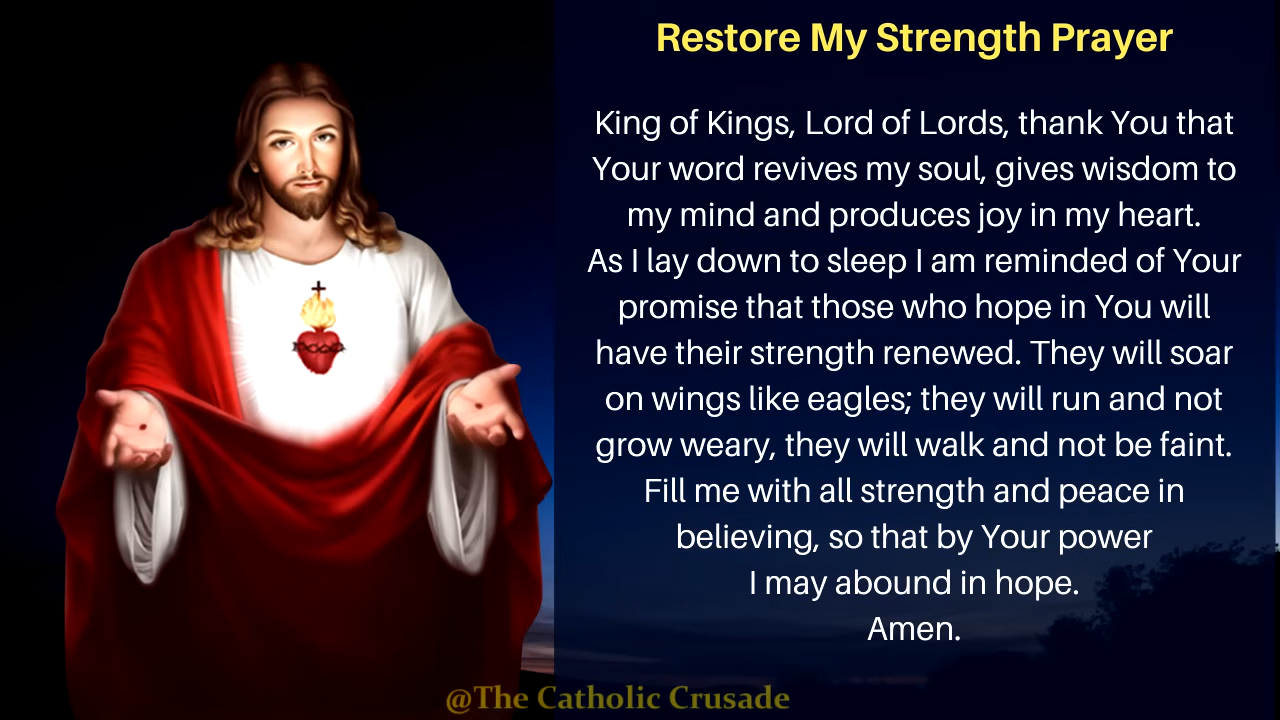 Restore My Strength Prayer
King of Kings, Lord of Lords, thank You that
Your word revives my soul, gives wisdom to
my mind and produces joy in my heart.
As I lay down to sleep I am reminded of Your
promise that those who hope in You will
have their strength renewed. They will soar
on wings like eagles; they will run and not
grow weary, they will walk and not be faint.
Fill me with all strength and peace in
believing, so that by Your power
I may abound in hope.
Amen.
@The Catholic Crusade